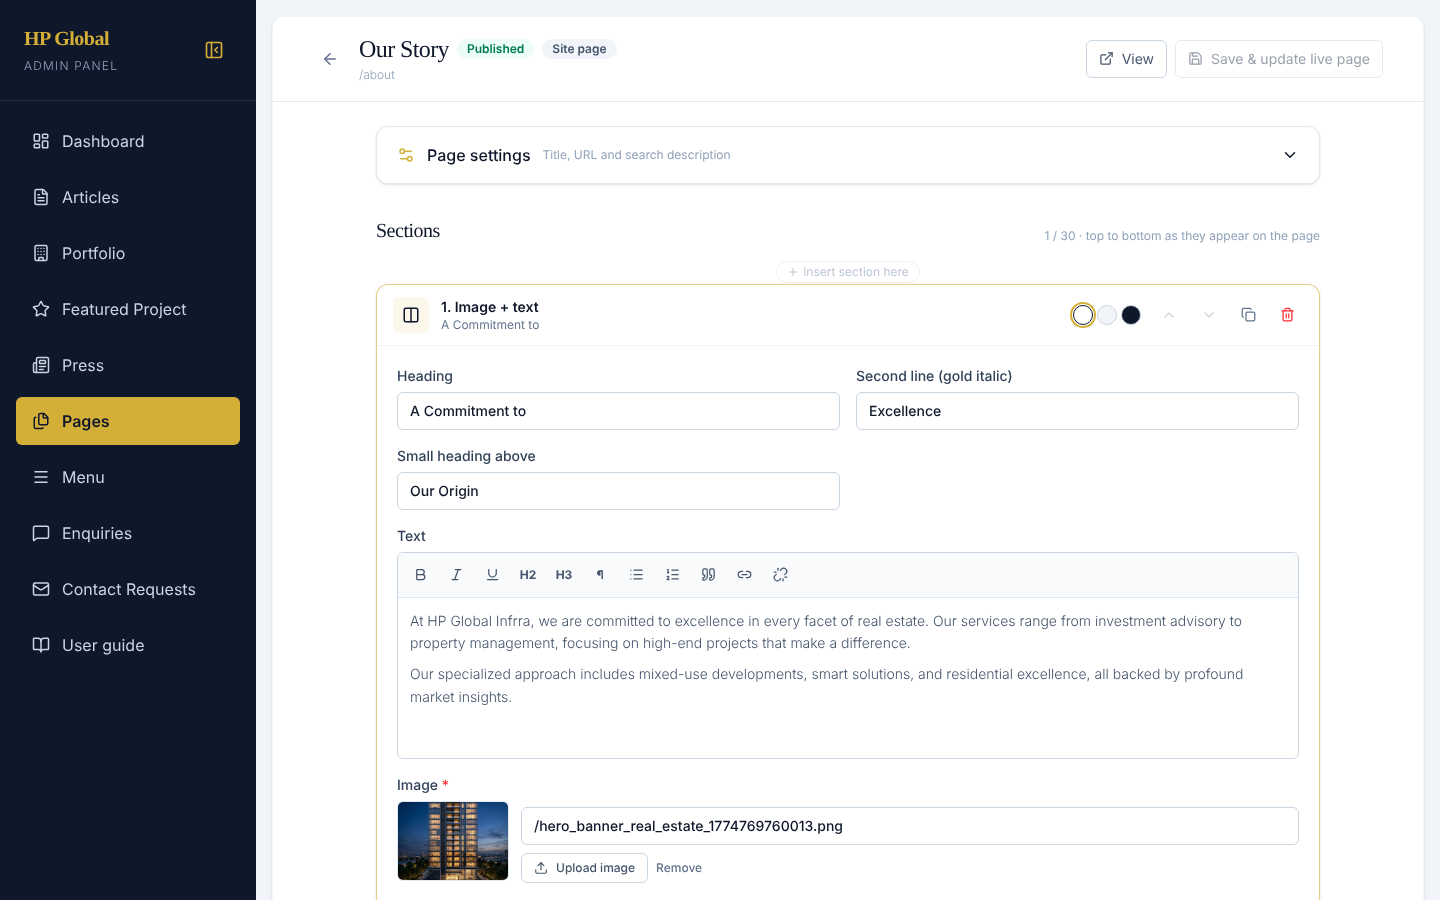 HP Global
ADMIN PANEL
Dashboard
Articles
Portfolio
Featured Project
Press
Pages
Menu
Enquiries
Contact Requests
User guide
Our Story Published Site page
/about
View
Save & update live page
Page settings Title, URL and search description
Sections
1 / 30 · top to bottom as they appear on the page
+ Insert section here
1. Image + text
A Commitment to
Heading
Second line (gold italic)
A Commitment to
Excellence
Small heading above
Our Origin
Text
B I U H2 H3 ¶
At HP Global Infrra, we are committed to excellence in every facet of real estate. Our services range from investment advisory to
property management, focusing on high-end projects that make a difference.
Our specialized approach includes mixed-use developments, smart solutions, and residential excellence, all backed by profound
market insights.
Image *
/hero_banner_real_estate_1774769760013.png
Upload image Remove